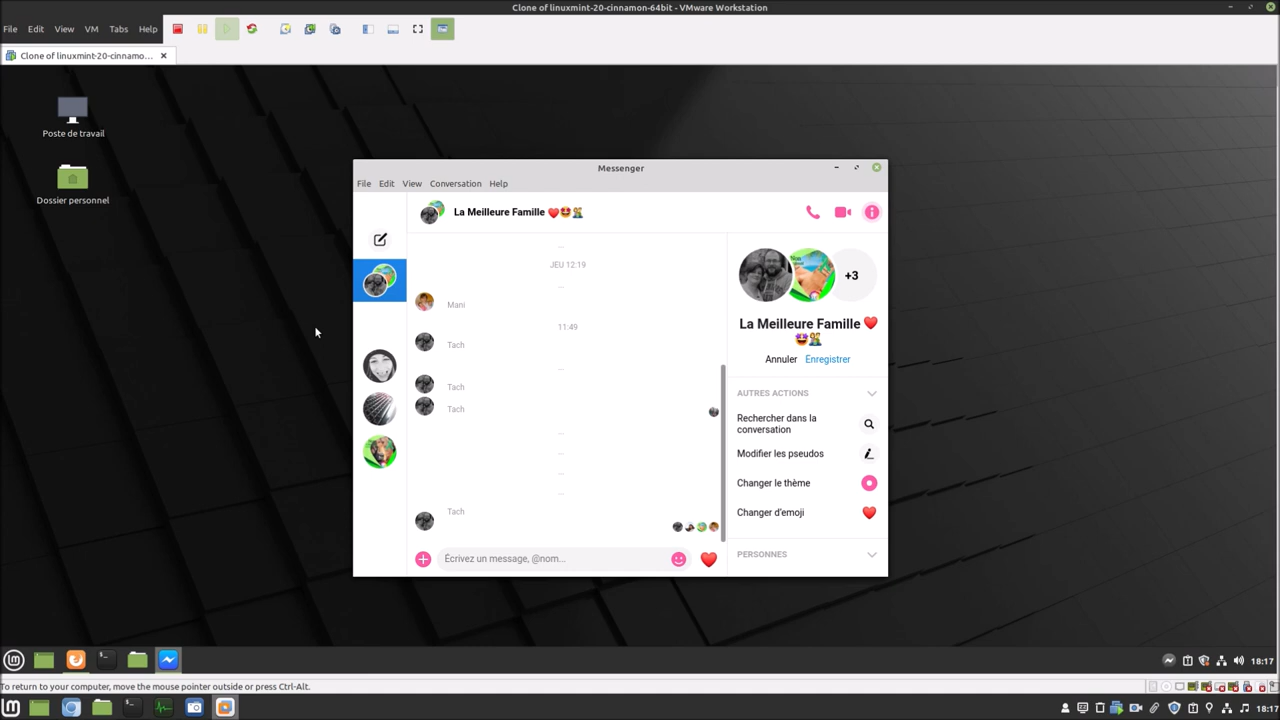 Clone of linuxmint-20-cinnamon-64bit - VMware Workstation
File Edit View VM Tabs Help
Clone of linuxmint-20-cinnamo...
Poste de travail
Dossier personnel
Messenger
File Edit View Conversation Help
La Meilleure Famille ❤️🤩
JEU 12:19
Mani
11:49
Tach
Tach
Tach
Tach
Écrivez un message, @nom...
+3
La Meilleure Famille ❤️
🤩
Annuler Enregistrer
AUTRES ACTIONS
Rechercher dans la
conversation
Modifier les pseudos
Changer le thème
Changer d'emoji
PERSONNES
18:17
To return to your computer, move the mouse pointer outside or press Ctrl-Alt.
18:17